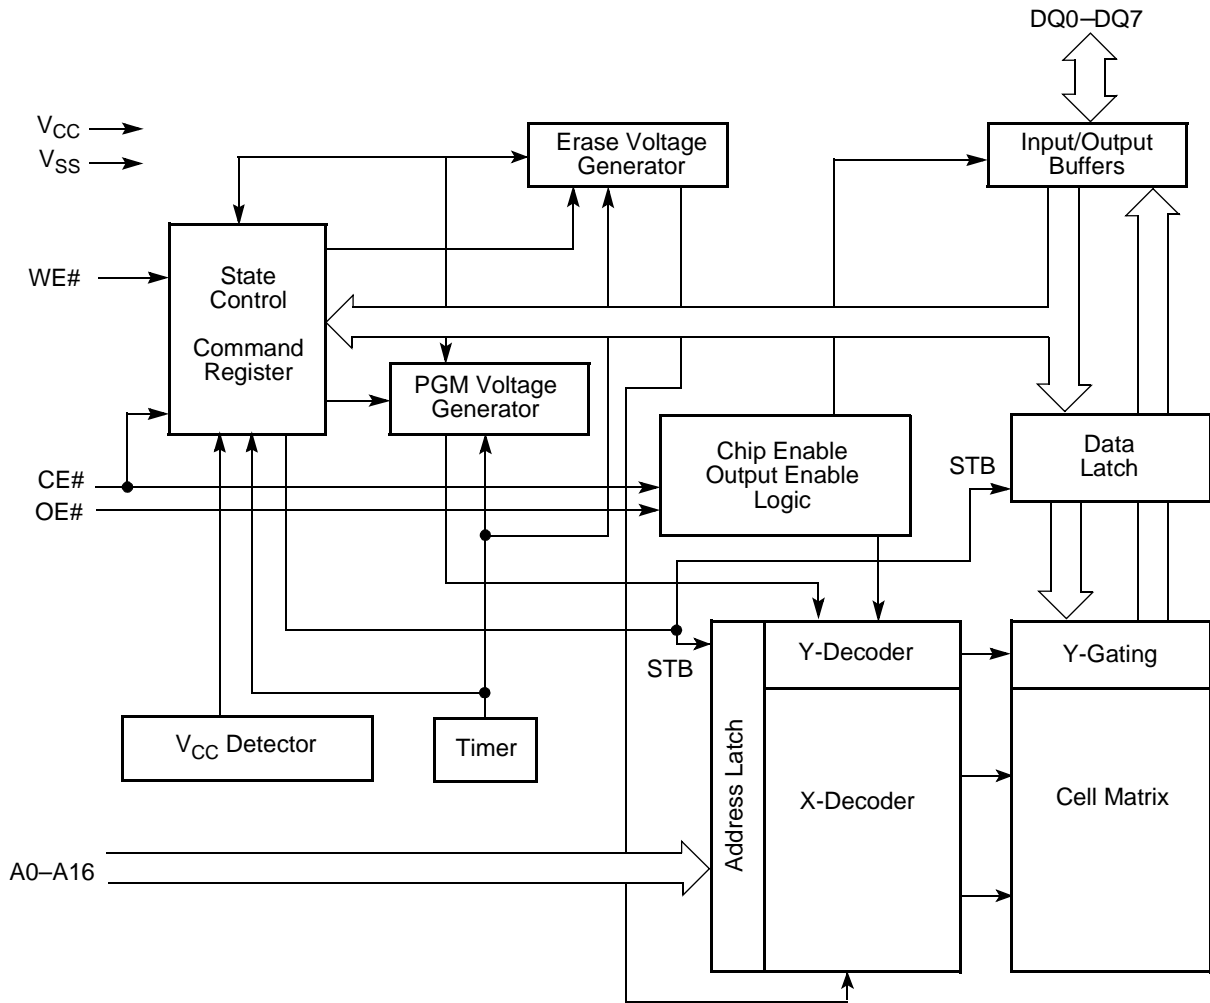 DQ0–DQ7
VCC
VSS
Erase Voltage
Generator
Input/Output
Buffers
WE#
State
Control
Command
Register
PGM Voltage
Generator
Chip Enable
Output Enable
Logic
STB
Data
Latch
CE#
OE#
STB
Y-Decoder
Y-Gating
VCC Detector
Timer
Address Latch
X-Decoder
Cell Matrix
A0–A16